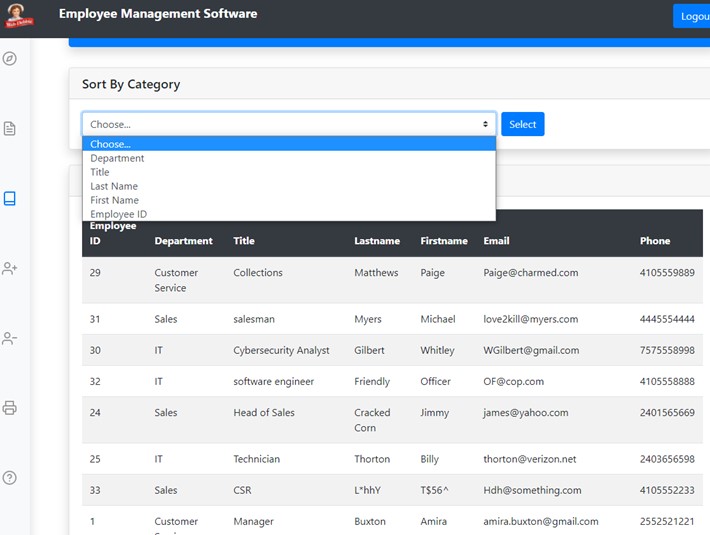 Employee Management Software
Logou
Sort By Category
Choose...
Select
Choose...
Department
Title
Last Name
First Name
Employee ID
Employee
ID Department Title Lastname Firstname Email Phone
29 Customer Collections Matthews Paige Paige@charmed.com 4105559889
Service
31 Sales salesman Myers Michael love2kill@myers.com 4445554444
30 IT Cybersecurity Analyst Gilbert Whitley WGilbert@gmail.com 7575558998
32 IT software engineer Friendly Officer OF@cop.com 4105558888
24 Sales Head of Sales Cracked Jimmy james@yahoo.com 2401565669
Corn
25 IT Technician Thorton Billy thorton@verizon.net 2403656598
33 Sales CSR L*hhY T$56^ Hdh@something.com 4105552233
1 Customer Manager Buxton Amira amira.buxton@gmail.com 2552521221